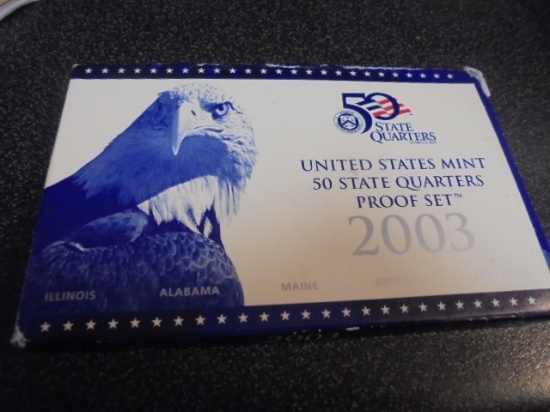 50
STATE
QUARTERS
UNITED STATES MINT
50 STATE QUARTERS
PROOF SET™
2003
ILLINOIS ALABAMA MAINE